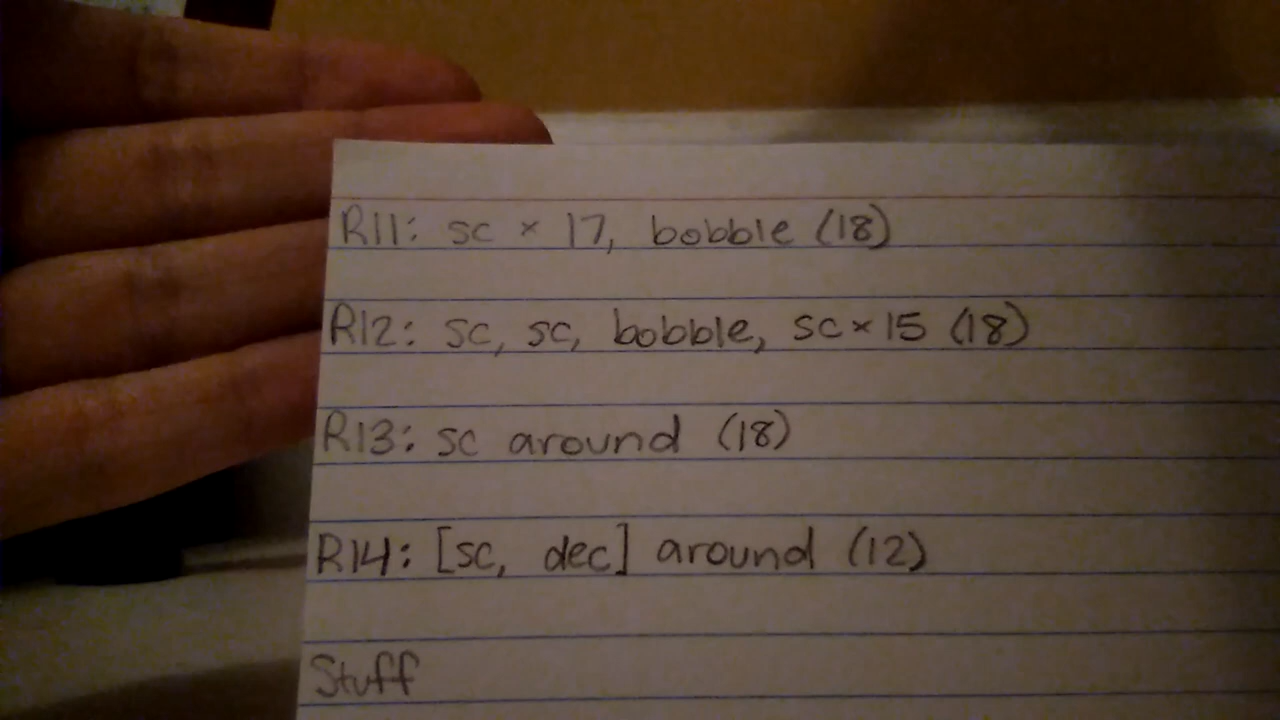 R11: sc × 17, bobble (18)
R12: sc, sc, bobble, sc × 15 (18)
R13: sc around (18)
R14: [sc, dec] around (12)
Stuff